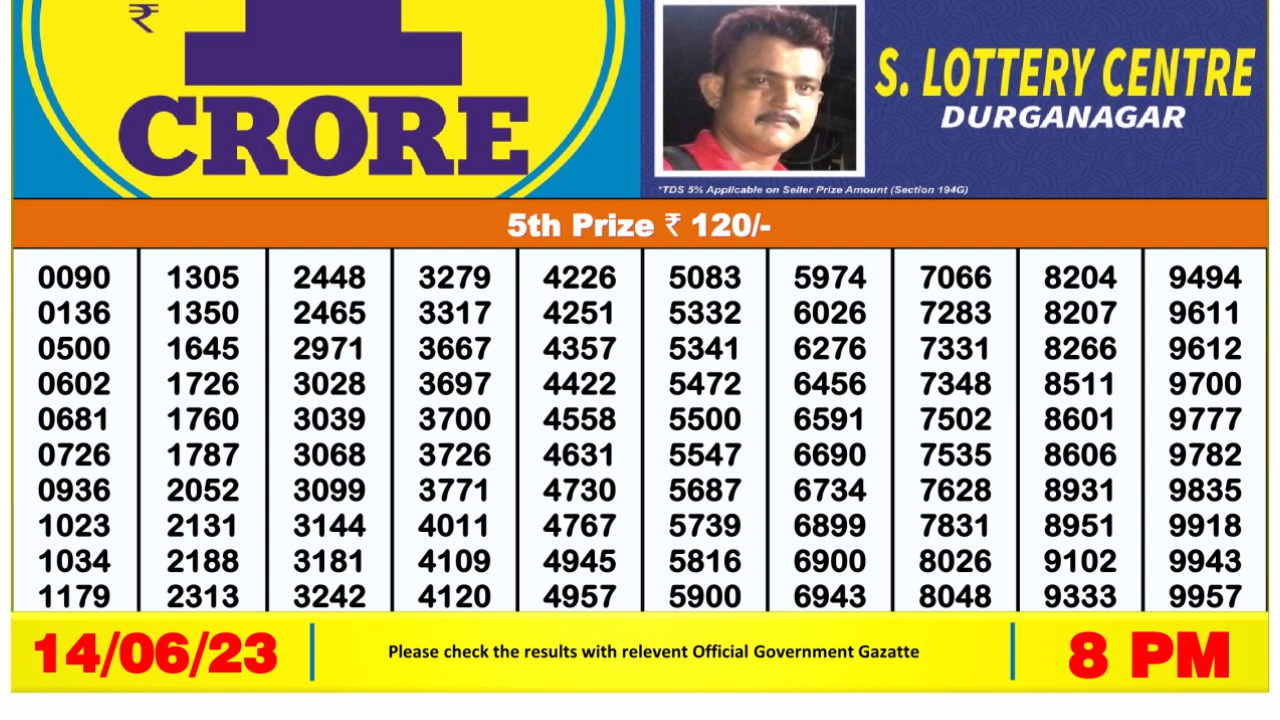 ₹
1
CRORE
S. LOTTERY CENTRE
DURGANAGAR
*TDS 5% Applicable on Seller Prize Amount (Section 194G)
5th Prize ₹ 120/-
0090 1305 2448 3279 4226 5083 5974 7066 8204 9494
0136 1350 2465 3317 4251 5332 6026 7283 8207 9611
0500 1645 2971 3667 4357 5341 6276 7331 8266 9612
0602 1726 3028 3697 4422 5472 6456 7348 8511 9700
0681 1760 3039 3700 4558 5500 6591 7502 8601 9777
0726 1787 3068 3726 4631 5547 6690 7535 8606 9782
0936 2052 3099 3771 4730 5687 6734 7628 8931 9835
1023 2131 3144 4011 4767 5739 6899 7831 8951 9918
1034 2188 3181 4109 4945 5816 6900 8026 9102 9943
1179 2313 3242 4120 4957 5900 6943 8048 9333 9957
14/06/23
Please check the results with relevent Official Government Gazatte
8 PM